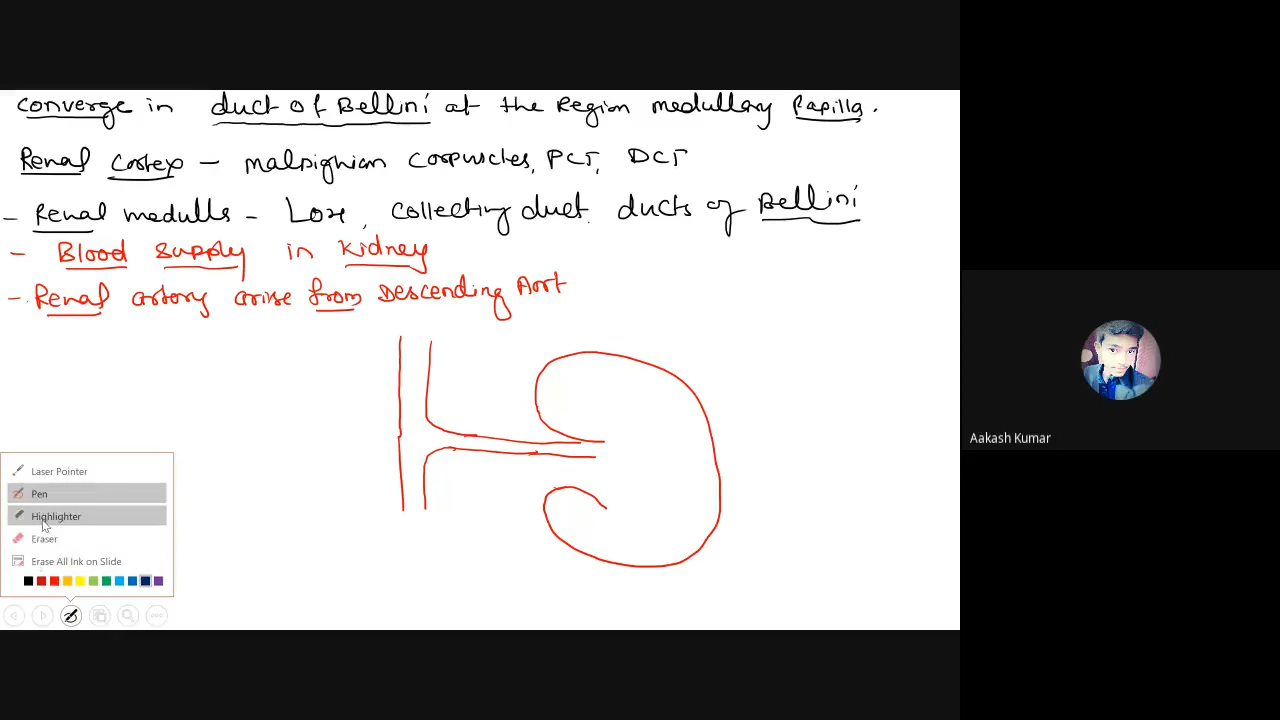 converge in duct of Bellini at the Region medullary Papilla.
Renal Cortex - malpighian corpuscles, PCT, DCT
- Renal medulla - LOH, collecting duct, ducts of Bellini
- Blood supply in Kidney
- Renal artery arise from Descending Aort
Laser Pointer
Pen
Highlighter
Eraser
Erase All Ink on Slide
Aakash Kumar